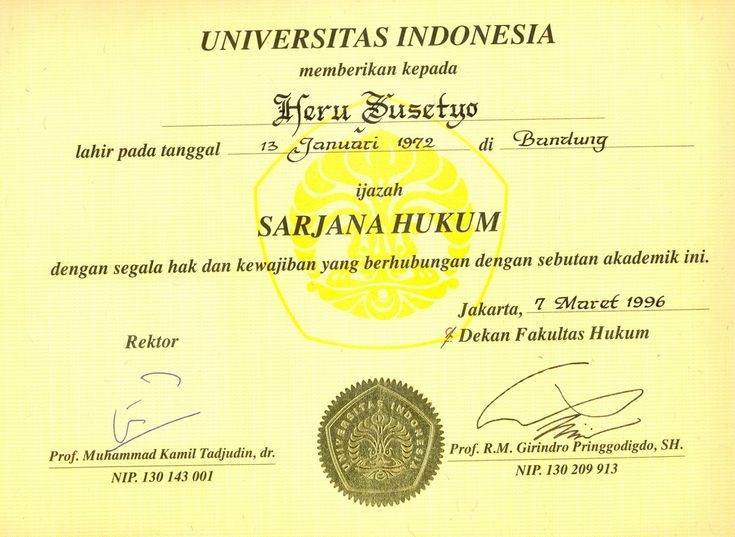 UNIVERSITAS INDONESIA
memberikan kepada
Heru Susetyo
lahir pada tanggal 13 Januari 1972 di Bandung
ijazah
SARJANA HUKUM
dengan segala hak dan kewajiban yang berhubungan dengan sebutan akademik ini.
Jakarta, 7 Maret 1996
Rektor
Dekan Fakultas Hukum
UNIVERSITAS INDONESIA
Prof. Muhammad Kamil Tadjudin, dr.
NIP. 130 143 001
Prof. R.M. Girindro Pringgodigdo, SH.
NIP. 130 209 913